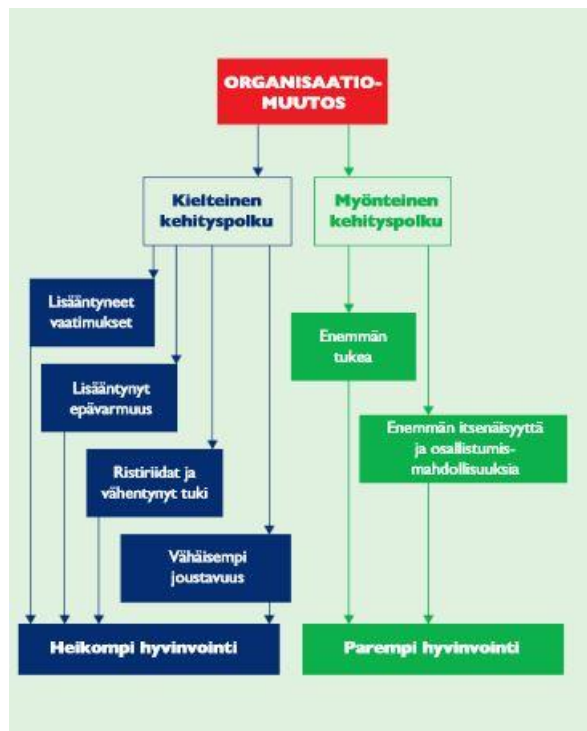 ORGANISAATIO-
MUUTOS
Kielteinen
kehityspolku
Myönteinen
kehityspolku
Lisääntyneet
vaatimukset
Enemmän
tukea
Lisääntynyt
epävarmuus
Enemmän itsenäisyyttä
ja osallistumis-
mahdollisuuksia
Ristiriidat ja
vähentynyt tuki
Vähäisempi
joustavuus
Heikompi hyvinvointi
Parempi hyvinvointi